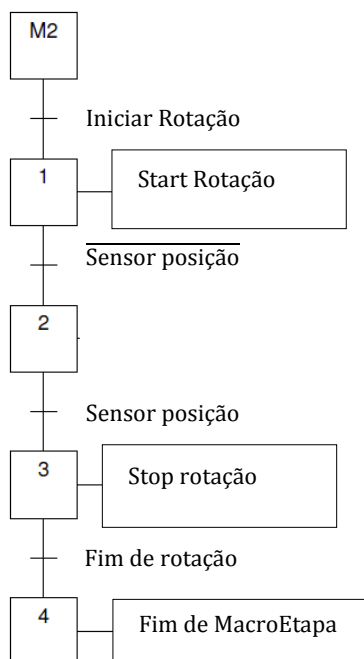 M2
Iniciar Rotação
1
Start Rotação
Sensor posição
2
Sensor posição
3
Stop rotação
Fim de rotação
4
Fim de MacroEtapa